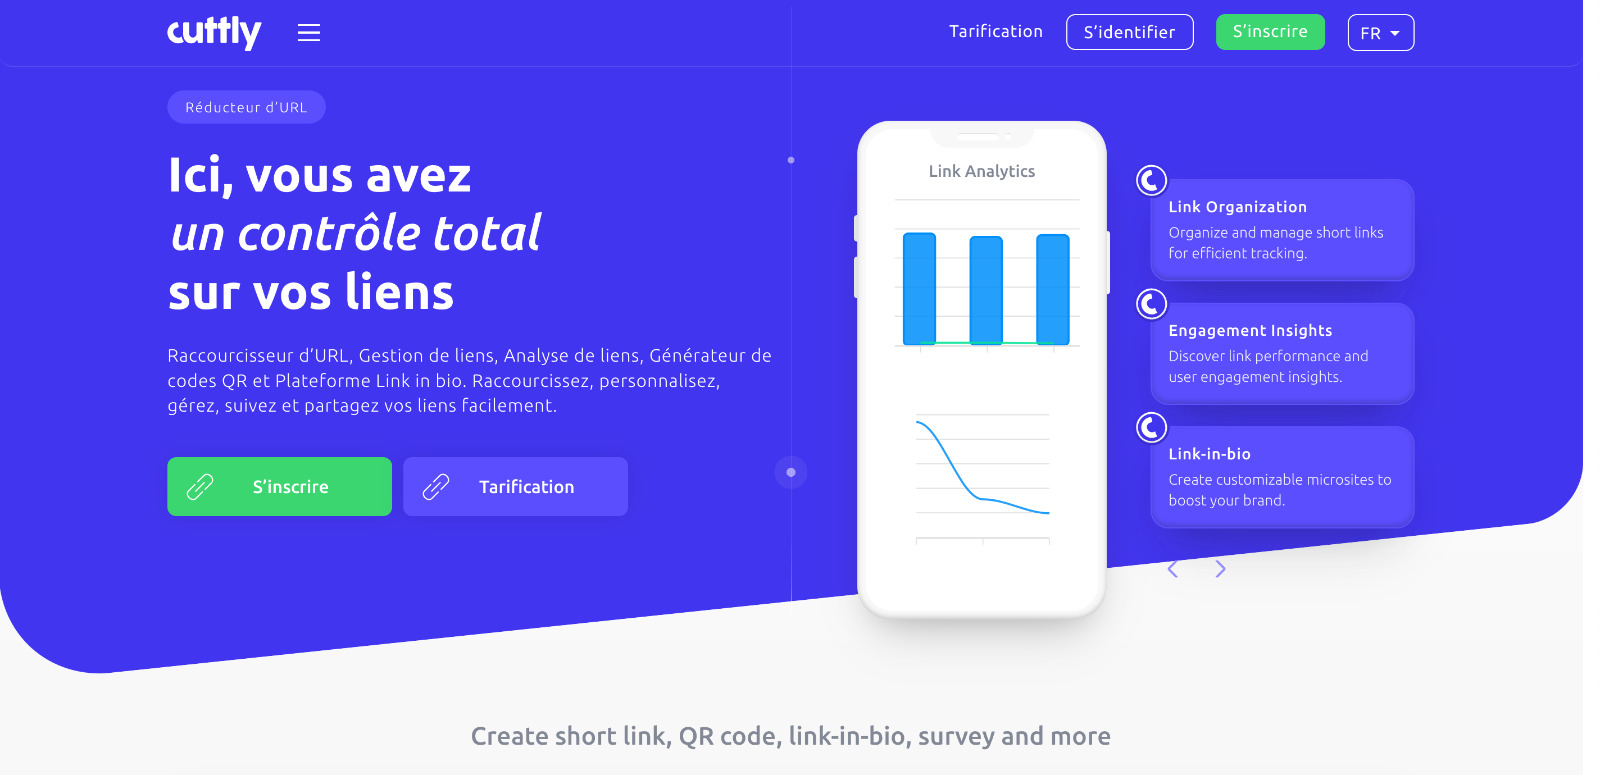 cuttly
Tarification
S'identifier
S'inscrire
FR
Réducteur d'URL
Ici, vous avez
un contrôle total
sur vos liens
Raccourcisseur d'URL, Gestion de liens, Analyse de liens, Générateur de
codes QR et Plateforme Link in bio. Raccourcissez, personnalisez,
gérez, suivez et partagez vos liens facilement.
S'inscrire
Tarification
Link Analytics
Link Organization
Organize and manage short links
for efficient tracking.
Engagement Insights
Discover link performance and
user engagement insights.
Link-in-bio
Create customizable microsites to
boost your brand.
Create short link, QR code, link-in-bio, survey and more